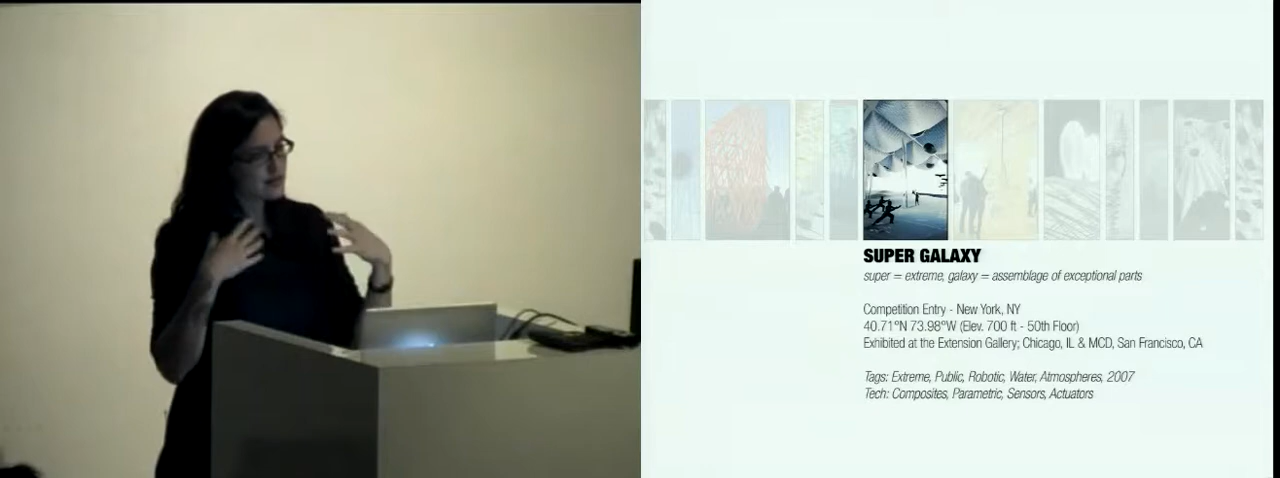 SUPER GALAXY
super = extreme, galaxy = assemblage of exceptional parts
Competition Entry - New York, NY
40.71°N 73.98°W (Elev. 700 ft - 50th Floor)
Exhibited at the Extension Gallery; Chicago, IL & MCD, San Francisco, CA
Tags: Extreme, Public, Robotic, Water, Atmospheres, 2007
Tech: Composites, Parametric, Sensors, Actuators